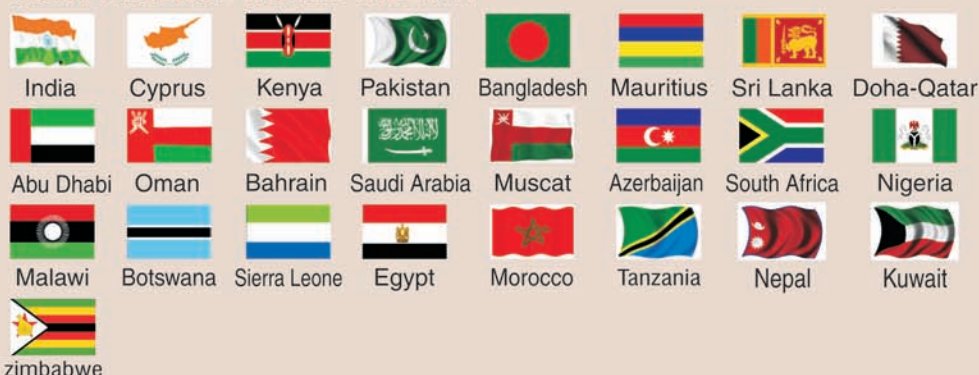 India Cyprus Kenya Pakistan Bangladesh Mauritius Sri Lanka Doha-Qatar
Abu Dhabi Oman Bahrain Saudi Arabia Muscat Azerbaijan South Africa Nigeria
Malawi Botswana Sierra Leone Egypt Morocco Tanzania Nepal Kuwait
zimbabwe